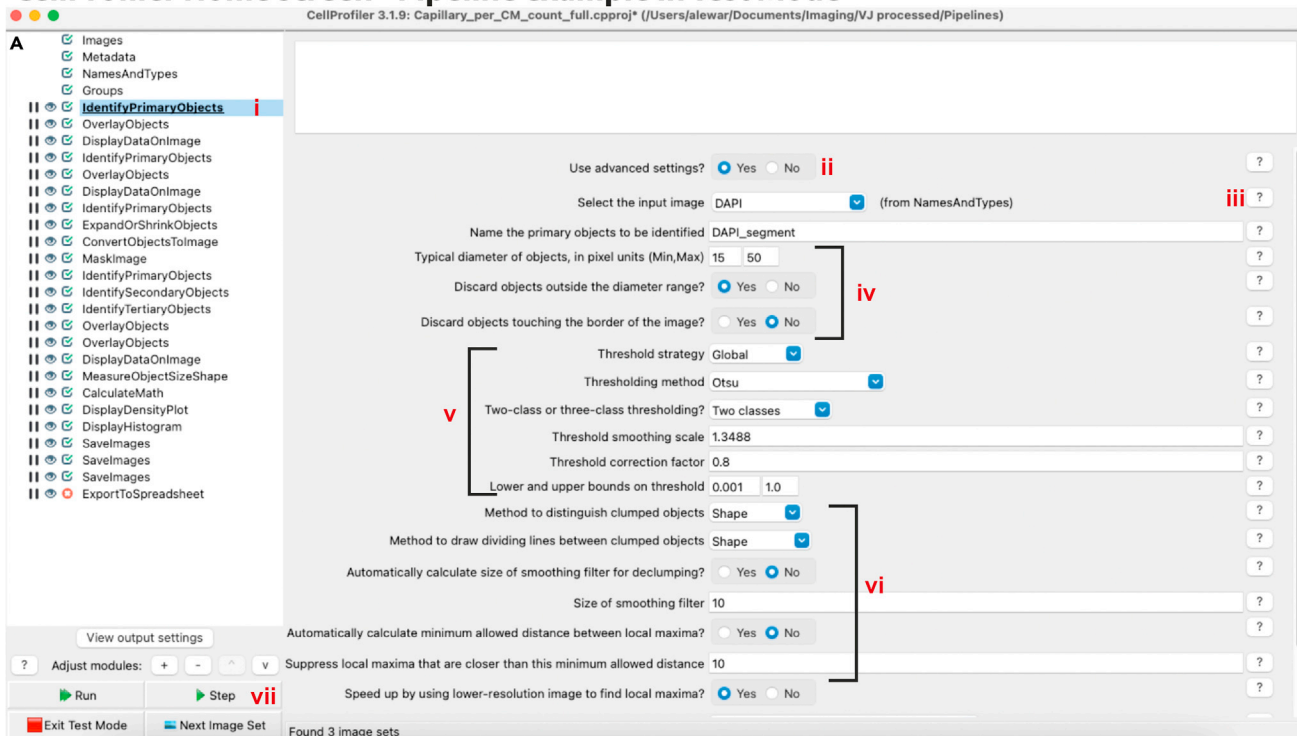 CellProfiler 3.1.9: Capillary_per_CM_count_full.cpproj* (/Users/alewar/Documents/Imaging/VJ processed/Pipelines)
A
Images
Metadata
NamesAndTypes
Groups
IdentifyPrimaryObjects i
OverlayObjects
DisplayDataOnImage
IdentifyPrimaryObjects
OverlayObjects
DisplayDataOnImage
IdentifyPrimaryObjects
ExpandOrShrinkObjects
ConvertObjectsToImage
MaskImage
IdentifyPrimaryObjects
IdentifySecondaryObjects
IdentifyTertiaryObjects
OverlayObjects
OverlayObjects
DisplayDataOnImage
MeasureObjectSizeShape
CalculateMath
DisplayDensityPlot
DisplayHistogram
SaveImages
SaveImages
SaveImages
ExportToSpreadsheet
View output settings
? Adjust modules: + - ^ v
Run Step vii
Exit Test Mode Next Image Set
Use advanced settings? Yes No ii ?
Select the input image DAPI (from NamesAndTypes) iii ?
Name the primary objects to be identified DAPI_segment ?
Typical diameter of objects, in pixel units (Min,Max) 15 50 ?
Discard objects outside the diameter range? Yes No ?
iv
Discard objects touching the border of the image? Yes No ?
Threshold strategy Global ?
Thresholding method Otsu ?
v
Two-class or three-class thresholding? Two classes ?
Threshold smoothing scale 1.3488 ?
Threshold correction factor 0.8 ?
Lower and upper bounds on threshold 0.001 1.0 ?
Method to distinguish clumped objects Shape ?
Method to draw dividing lines between clumped objects Shape ?
Automatically calculate size of smoothing filter for declumping? Yes No ?
vi
Size of smoothing filter 10 ?
Automatically calculate minimum allowed distance between local maxima? Yes No ?
Suppress local maxima that are closer than this minimum allowed distance 10 ?
Speed up by using lower-resolution image to find local maxima? Yes No ?
Found 3 image sets